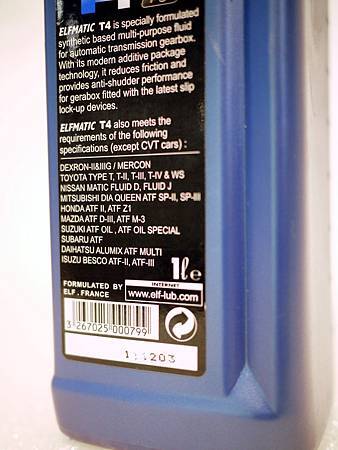 ELFMATIC T4 is specially formulated
synthetic based multi-purpose fluid
for automatic transmission gearbox.
With its modern additive package
technology, it reduces friction and
provides anti-shudder performance
for gerabox fitted with the latest slip
lock-up devices.
ELFMATIC T4 also meets the
requirements of the following
specifications (except CVT cars) :
DEXRON-II&IIIG / MERCON
TOYOTA TYPE T, T-II, T-III, T-IV & WS
NISSAN MATIC FLUID D, FLUID J
MITSUBISHI DIA QUEEN ATF SP-II, SP-III
HONDA ATF II, ATF Z1
MAZDA ATF D-III, ATF M-3
SUZUKI ATF OIL , ATF OIL SPECIAL
SUBARU ATF
DAIHATSU ALUMIX ATF MULTI
ISUZU BESCO ATF-II, ATF-III
1l e
FORMULATED BY
ELF . FRANCE
INTERNET
www.elf-lub.com
3 267025 000799